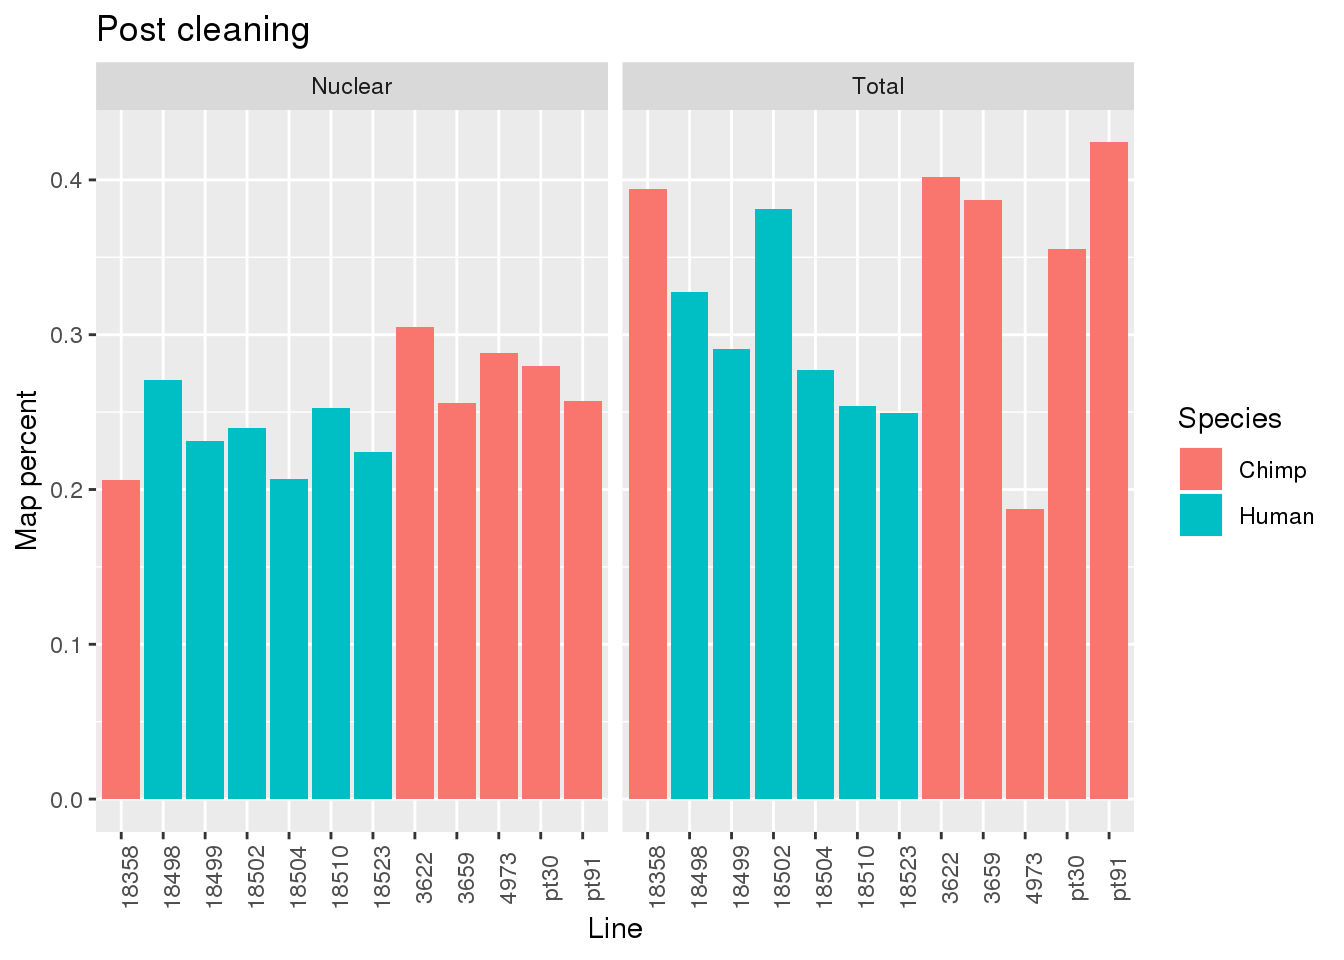 Post cleaning
Nuclear
Total
Map percent
0.4
0.3
0.2
0.1
0.0
18358
18498
18499
18502
18504
18510
18523
3622
3659
4973
pt30
pt91
18358
18498
18499
18502
18504
18510
18523
3622
3659
4973
pt30
pt91
Line
Species
Chimp
Human